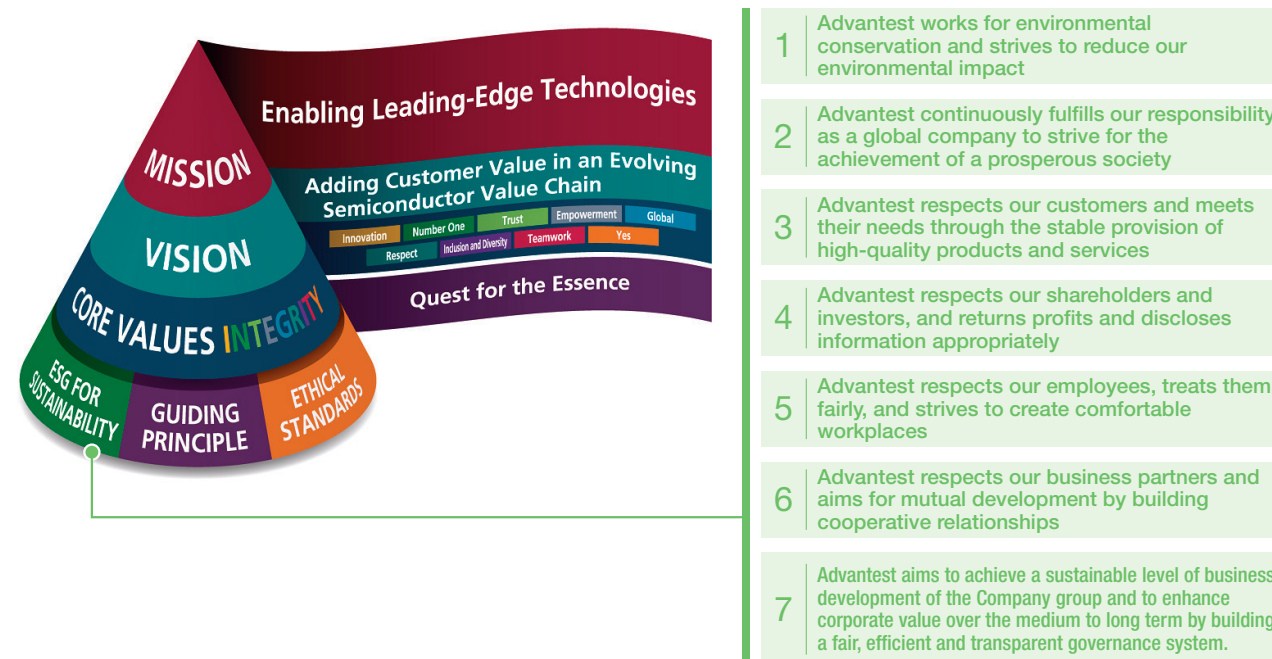 MISSION
VISION
CORE VALUES INTEGRITY
ESG FOR
SUSTAINABILITY
GUIDING
PRINCIPLE
ETHICAL
STANDARDS
Enabling Leading-Edge Technologies
Adding Customer Value in an Evolving
Semiconductor Value Chain
Innovation Number One Trust Empowerment Global
Respect Inclusion and Diversity Teamwork Yes
Quest for the Essence
1
Advantest works for environmental
conservation and strives to reduce our
environmental impact
2
Advantest continuously fulfills our responsibility
as a global company to strive for the
achievement of a prosperous society
3
Advantest respects our customers and meets
their needs through the stable provision of
high-quality products and services
4
Advantest respects our shareholders and
investors, and returns profits and discloses
information appropriately
5
Advantest respects our employees, treats them
fairly, and strives to create comfortable
workplaces
6
Advantest respects our business partners and
aims for mutual development by building
cooperative relationships
7
Advantest aims to achieve a sustainable level of business
development of the Company group and to enhance
corporate value over the medium to long term by building
a fair, efficient and transparent governance system.